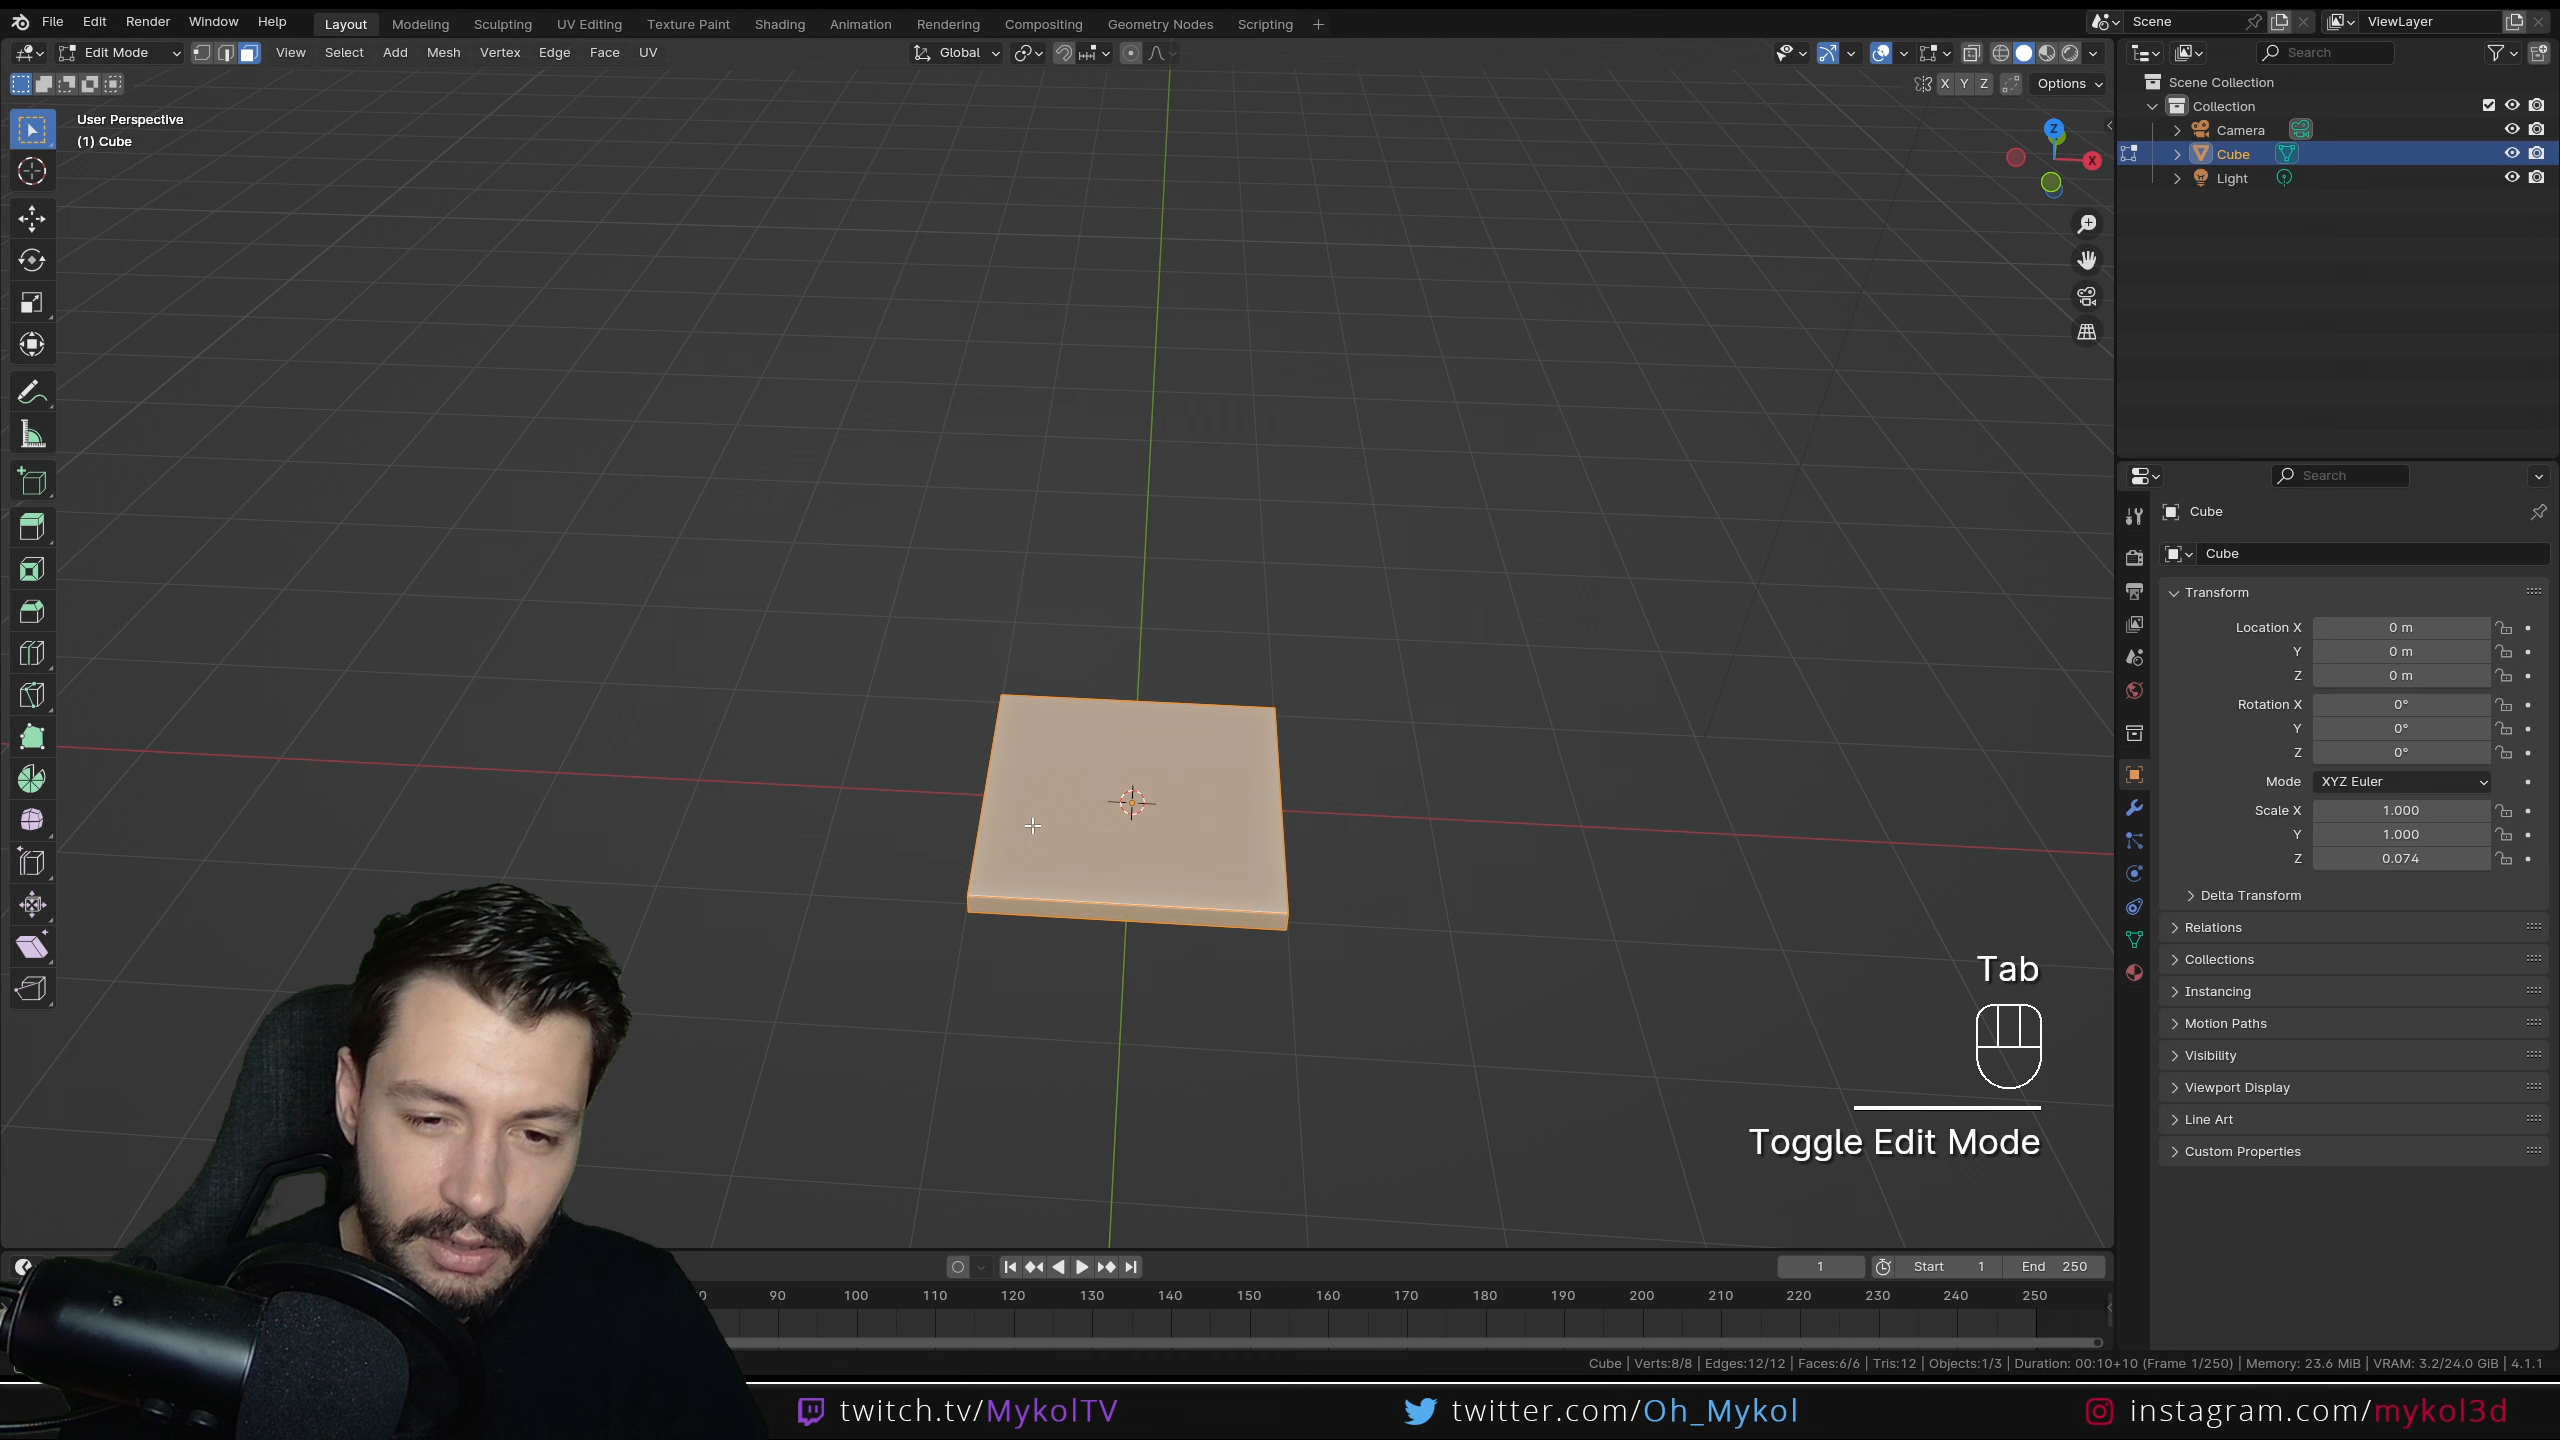 File Edit Render Window Help Layout Modeling Sculpting UV Editing Texture Paint Shading Animation Rendering Compositing Geometry Nodes Scripting + Scene ViewLayer
Edit Mode View Select Add Mesh Vertex Edge Face UV Global Search
X Y Z Options
User Perspective
(1) Cube
Z
X
Scene Collection
Collection
Camera
Cube
Light
Search
Cube
Cube
Transform
Location X 0 m
Y 0 m
Z 0 m
Rotation X 0°
Y 0°
Z 0°
Mode XYZ Euler
Scale X 1.000
Y 1.000
Z 0.074
Delta Transform
Relations
Collections
Instancing
Motion Paths
Visibility
Viewport Display
Line Art
Custom Properties
Tab
Toggle Edit Mode
1 Start 1 End 250
0 90 100 110 120 130 140 150 160 170 180 190 200 210 220 230 240 250
Cube | Verts:8/8 | Edges:12/12 | Faces:6/6 | Tris:12 | Objects:1/3 | Duration: 00:10+10 (Frame 1/250) | Memory: 23.6 MiB | VRAM: 3.2/24.0 GiB | 4.1.1
twitch.tv/MykolTV twitter.com/Oh_Mykol instagram.com/mykol3d